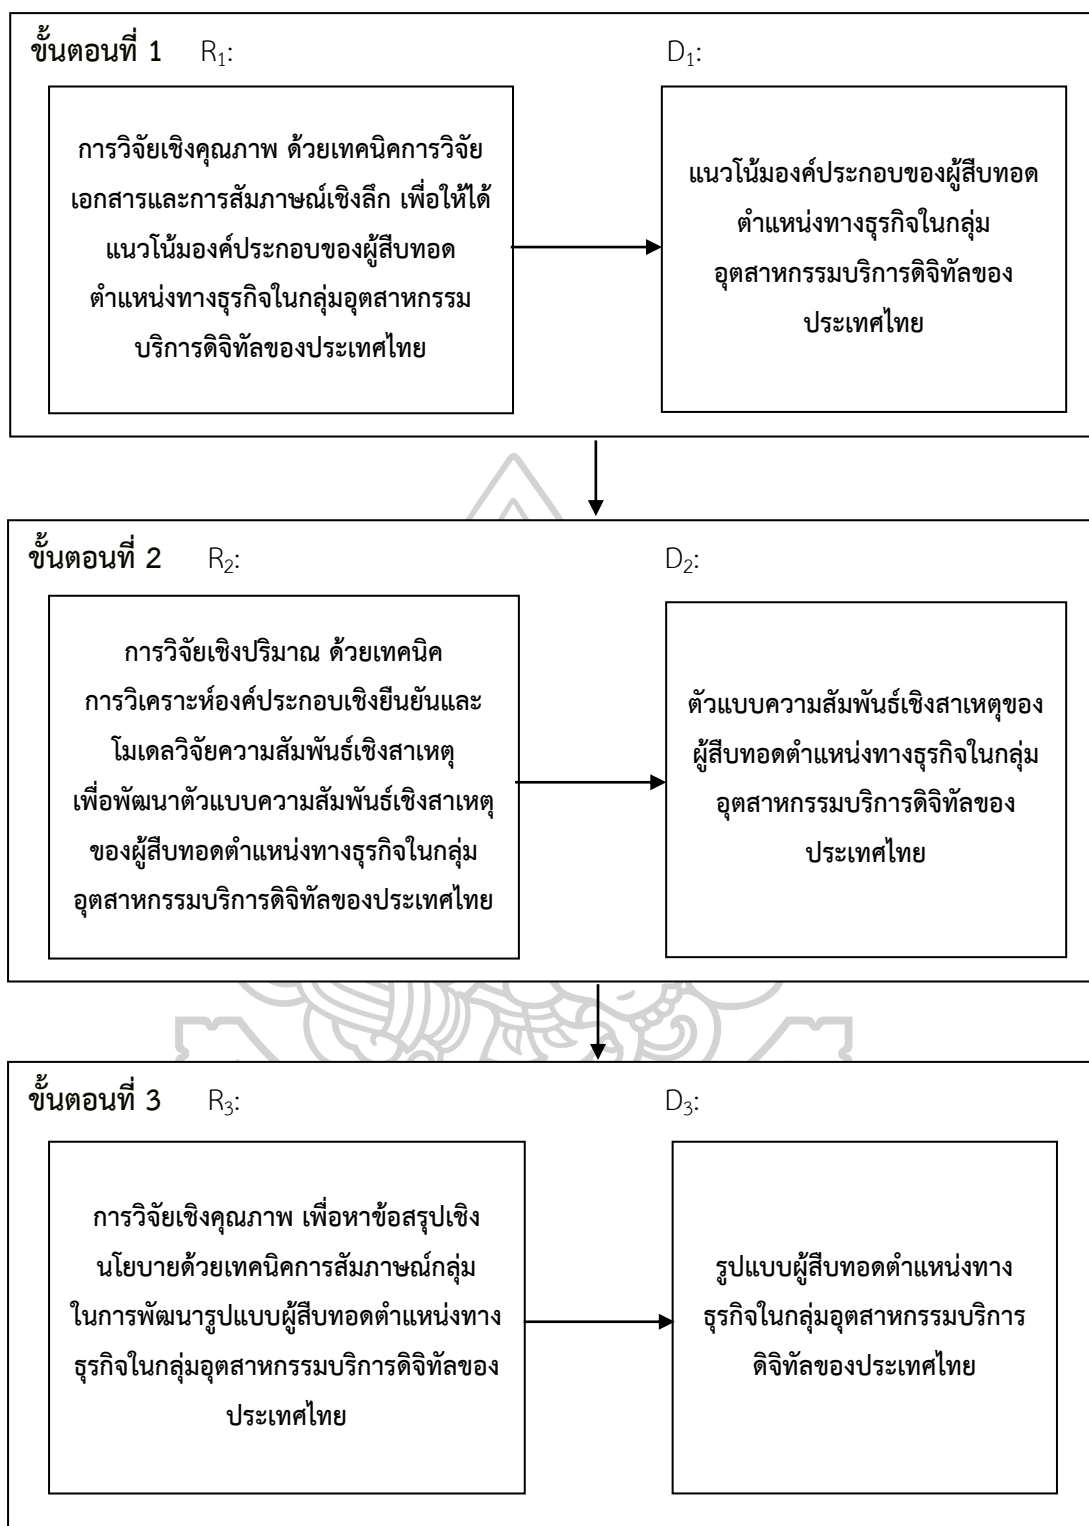 ขั้นตอนที่ 1 R1: D1:
การวิจัยเชิงคุณภาพ ด้วยเทคนิคการวิจัย
เอกสารและการสัมภาษณ์เชิงลึก เพื่อให้ได้
แนวโน้มองค์ประกอบของผู้สืบทอด
ตำแหน่งทางธุรกิจในกลุ่มอุตสาหกรรม
บริการดิจิทัลของประเทศไทย
แนวโน้มองค์ประกอบของผู้สืบทอด
ตำแหน่งทางธุรกิจในกลุ่ม
อุตสาหกรรมบริการดิจิทัลของ
ประเทศไทย
ขั้นตอนที่ 2 R2: D2:
การวิจัยเชิงปริมาณ ด้วยเทคนิค
การวิเคราะห์องค์ประกอบเชิงยืนยันและ
โมเดลวิจัยความสัมพันธ์เชิงสาเหตุ
เพื่อพัฒนาตัวแบบความสัมพันธ์เชิงสาเหตุ
ของผู้สืบทอดตำแหน่งทางธุรกิจในกลุ่ม
อุตสาหกรรมบริการดิจิทัลของประเทศไทย
ตัวแบบความสัมพันธ์เชิงสาเหตุของ
ผู้สืบทอดตำแหน่งทางธุรกิจในกลุ่ม
อุตสาหกรรมบริการดิจิทัลของ
ประเทศไทย
ขั้นตอนที่ 3 R3: D3:
การวิจัยเชิงคุณภาพ เพื่อหาข้อสรุปเชิง
นโยบายด้วยเทคนิคการสัมภาษณ์กลุ่ม
ในการพัฒนารูปแบบผู้สืบทอดตำแหน่งทาง
ธุรกิจในกลุ่มอุตสาหกรรมบริการดิจิทัลของ
ประเทศไทย
รูปแบบผู้สืบทอดตำแหน่งทาง
ธุรกิจในกลุ่มอุตสาหกรรมบริการ
ดิจิทัลของประเทศไทย